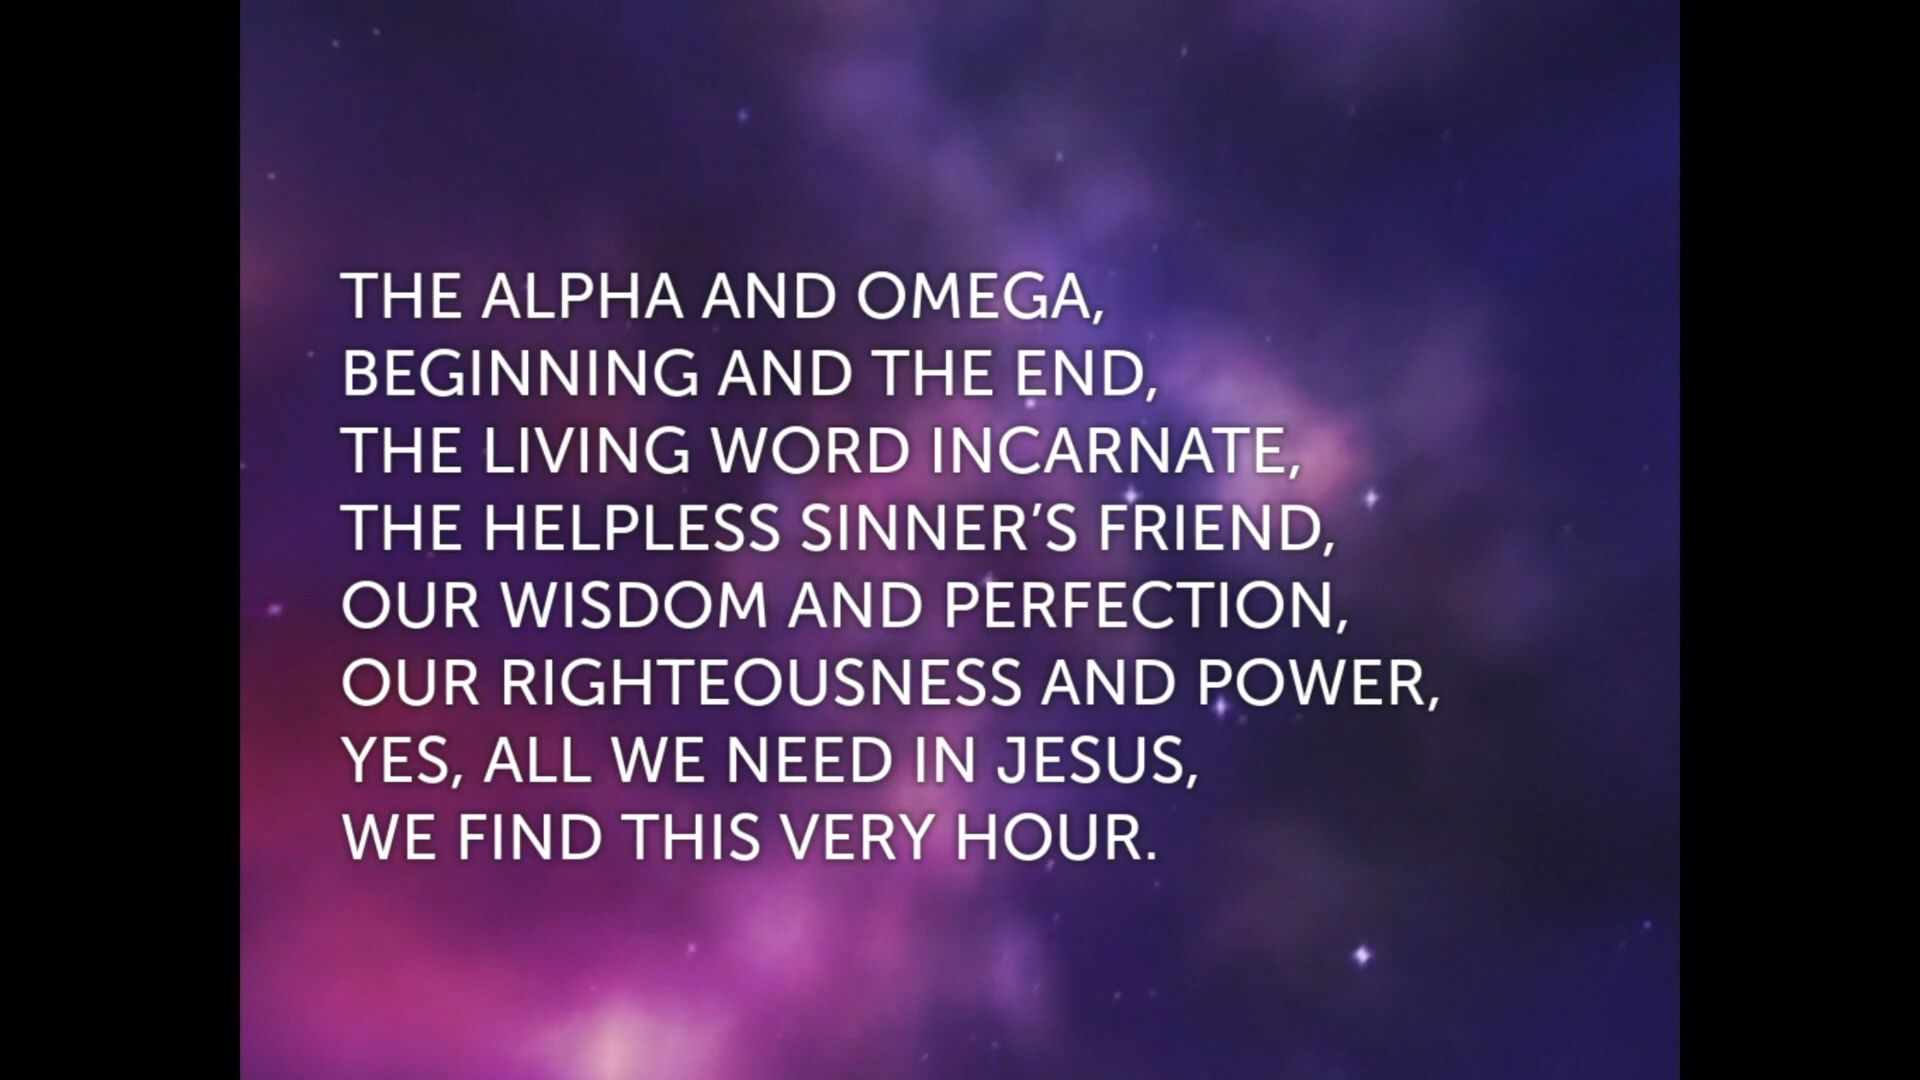 THE ALPHA AND OMEGA,
BEGINNING AND THE END,
THE LIVING WORD INCARNATE,
THE HELPLESS SINNER’S FRIEND,
OUR WISDOM AND PERFECTION,
OUR RIGHTEOUSNESS AND POWER,
YES, ALL WE NEED IN JESUS,
WE FIND THIS VERY HOUR.